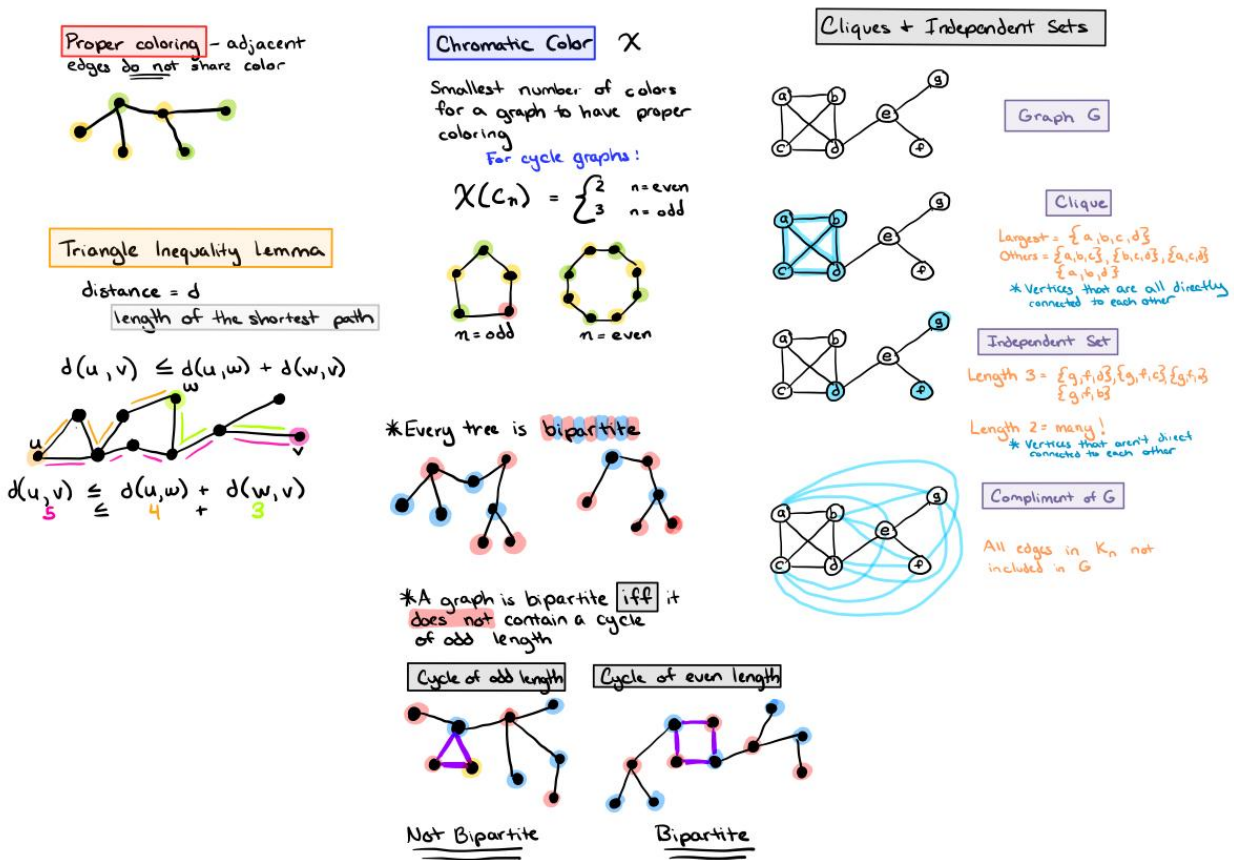 Proper coloring - adjacent
edges do not share color
Triangle Inequality Lemma
distance = d
length of the shortest path
d(u,v) ≤ d(u,w) + d(w,v)
w
u
v
d(u,v) ≤ d(u,w) + d(w,v)
5 ≤ 4 + 3
Chromatic Color χ
Smallest number of colors
for a graph to have proper
coloring
For cycle graphs!
χ(Cn) = { 2 n=even
3 n=odd
n=odd n=even
*Every tree is bipartite
*A graph is bipartite iff it
does not contain a cycle
of odd length
Cycle of odd length
Cycle of even length
Not Bipartite
Bipartite
Cliques + Independent Sets
a b c d e f g
Graph G
a b c d e f g
Clique
Largest = {a,b,c,d}
Others = {a,b,c}, {b,c,d}, {a,c,d}
{a,b,d}
* Vertices that are all directly
connected to each other
a b c d e f g
Independent Set
Length 3 = {g,f,d},{g,f,c},{g,f,a}
{g,f,b}
Length 2 = many!
* Vertices that aren't direct
connected to each other
a b c d e f g
Compliment of G
All edges in Kn not
included in G